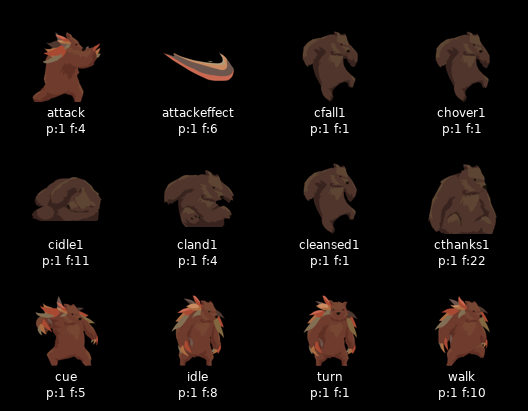 attack attackeffect cfall1 chover1
p:1 f:4 p:1 f:6 p:1 f:1 p:1 f:1
cidle1 cland1 cleansed1 cthanks1
p:1 f:11 p:1 f:4 p:1 f:1 p:1 f:22
cue idle turn walk
p:1 f:5 p:1 f:8 p:1 f:1 p:1 f:10